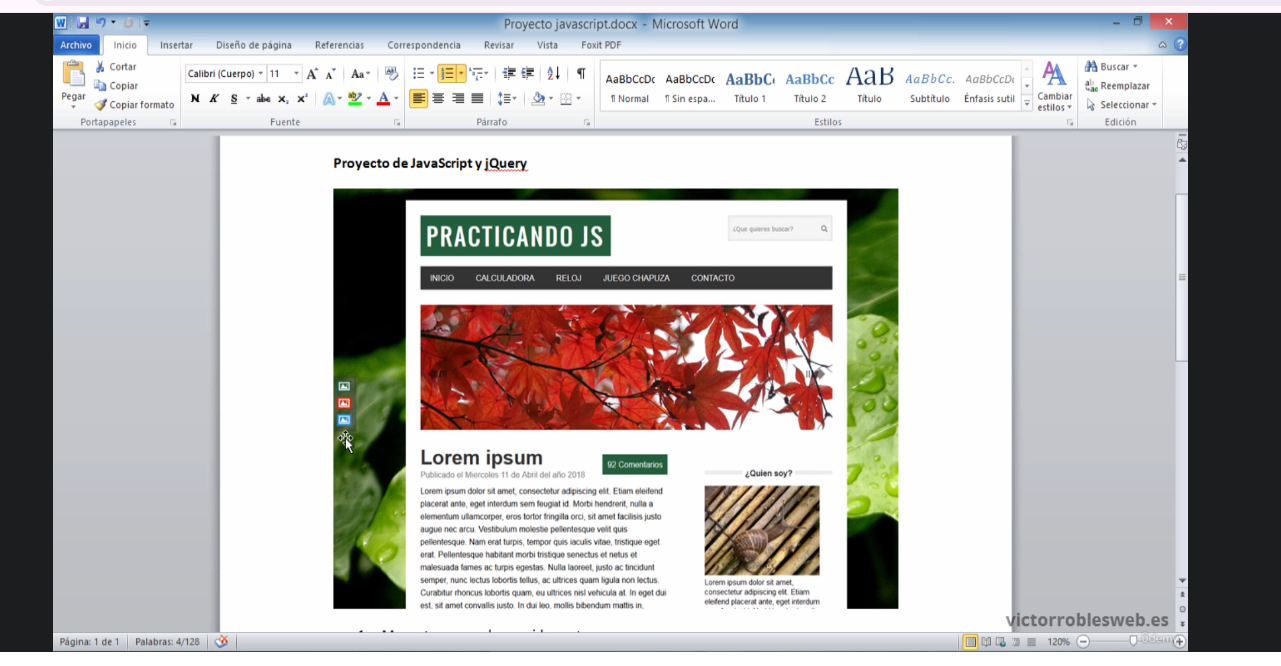 Proyecto javascript.docx - Microsoft Word
Archivo Inicio Insertar Diseño de página Referencias Correspondencia Revisar Vista Foxit PDF
Pegar
Cortar
Copiar
Copiar formato
Portapapeles
Calibri (Cuerpo) 11
Fuente
Párrafo
AaBbCcDc AaBbCcDc AaBbC AaBbCc AaB AaBbCc. AaBbCcDc
¶ Normal ¶ Sin espa... Título 1 Título 2 Título Subtítulo Énfasis sutil
Cambiar estilos
Estilos
Buscar
Reemplazar
Seleccionar
Edición
Proyecto de JavaScript y jQuery
PRACTICANDO JS
¿Que quieres buscar?
INICIO CALCULADORA RELOJ JUEGO CHAPUZA CONTACTO
Lorem ipsum
92 Comentarios
Publicado el Miercoles 11 de Abril del año 2018
Lorem ipsum dolor sit amet, consectetur adipiscing elit. Etiam eleifend
placerat ante, eget interdum sem feugiat id. Morbi hendrerit, nulla a
elementum ullamcorper, eros tortor fringilla orci, sit amet facilisis justo
augue nec arcu. Vestibulum molestie pellentesque velit quis
pellentesque. Nam erat turpis, tempor quis iaculis vitae, tristique eget
erat. Pellentesque habitant morbi tristique senectus et netus et
malesuada fames ac turpis egestas. Nulla laoreet, justo ac tincidunt
semper, nunc lectus lobortis tellus, ac ultrices quam ligula non lectus.
Curabitur rhoncus lobortis quam, eu ultrices nisl vehicula at. In eget dui
est, sit amet convallis justo. In dui leo, mollis bibendum mattis in,
¿Quien soy?
Lorem ipsum dolor sit amet,
consectetur adipiscing elit. Etiam
eleifend placerat ante, eget interdum
victorroblesweb.es
Página: 1 de 1 Palabras: 4/128
120%